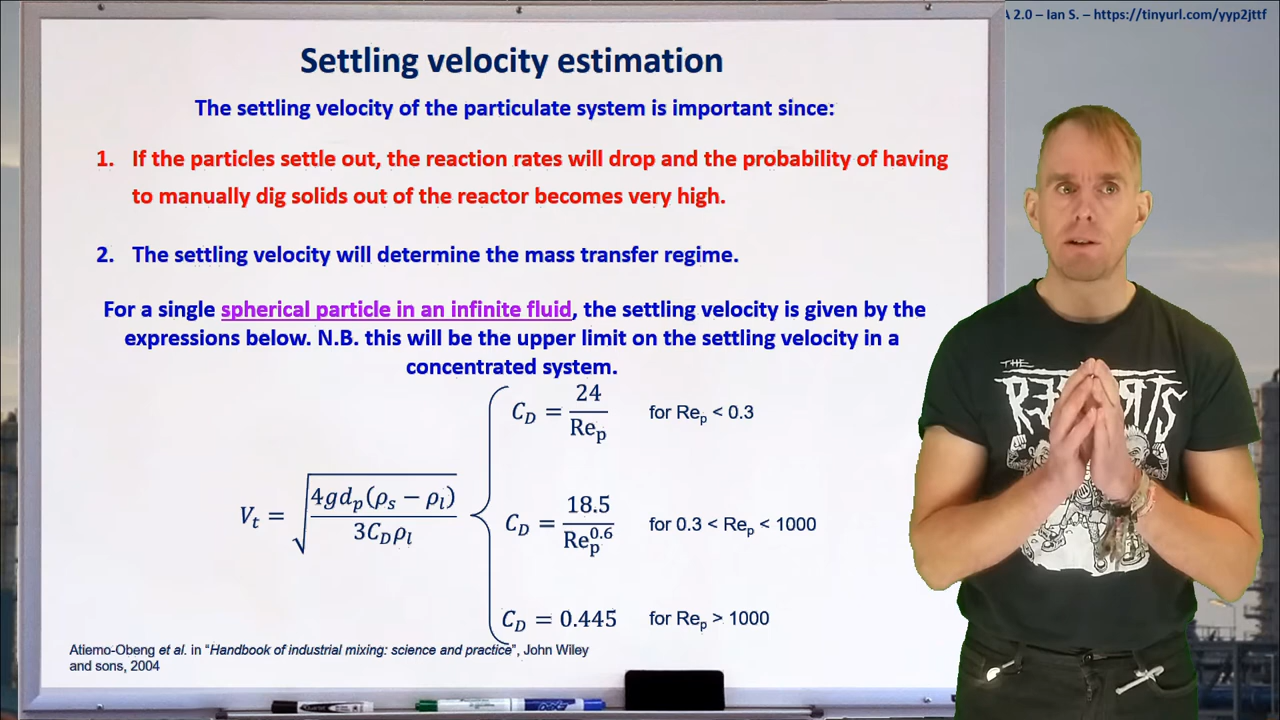 A 2.0 – Ian S. – https://tinyurl.com/yyp2jttf
Settling velocity estimation
The settling velocity of the particulate system is important since:
1. If the particles settle out, the reaction rates will drop and the probability of having
to manually dig solids out of the reactor becomes very high.
2. The settling velocity will determine the mass transfer regime.
For a single spherical particle in an infinite fluid, the settling velocity is given by the
expressions below. N.B. this will be the upper limit on the settling velocity in a
concentrated system.
C_D = 24/Re_p for Re_p < 0.3
V_t = √(4gd_p(ρ_s − ρ_l)/3C_Dρ_l)
C_D = 18.5/Re_p^0.6 for 0.3 < Re_p < 1000
C_D = 0.445 for Re_p > 1000
Atiemo-Obeng et al. in "Handbook of industrial mixing: science and practice", John Wiley
and sons, 2004
THE